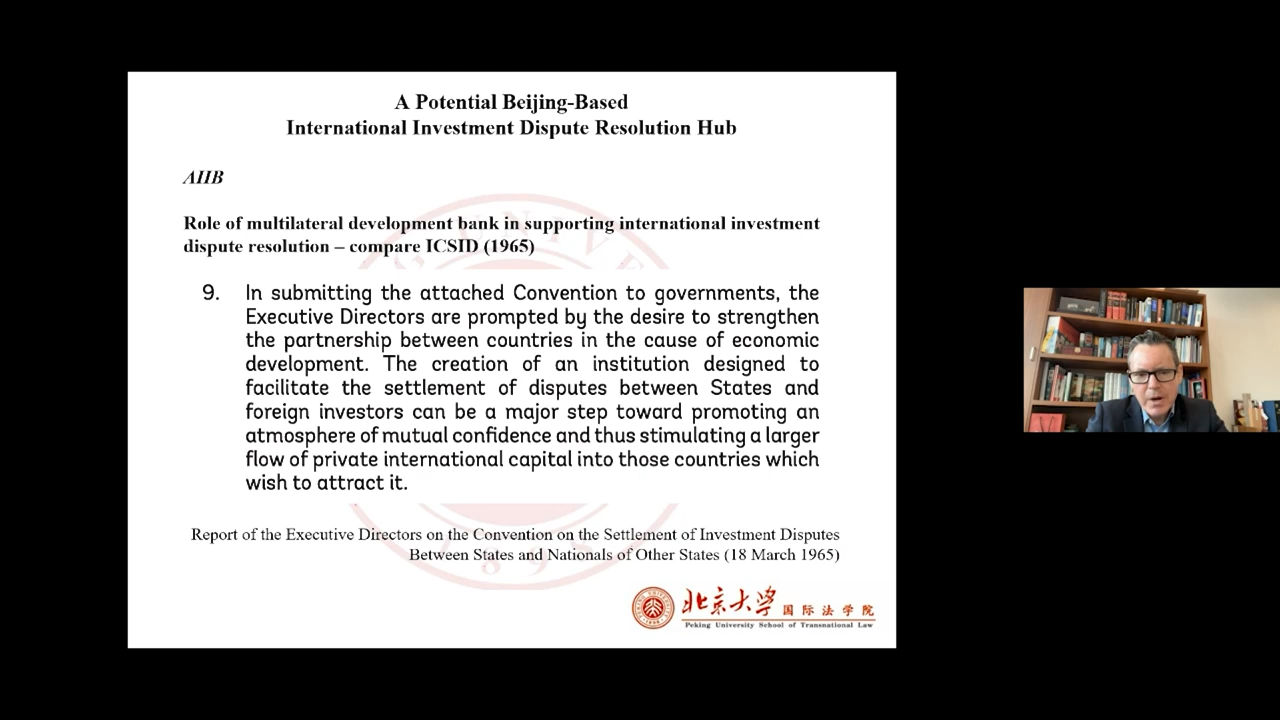 A Potential Beijing-Based
International Investment Dispute Resolution Hub
AIIB
Role of multilateral development bank in supporting international investment
dispute resolution – compare ICSID (1965)
9. In submitting the attached Convention to governments, the
Executive Directors are prompted by the desire to strengthen
the partnership between countries in the cause of economic
development. The creation of an institution designed to
facilitate the settlement of disputes between States and
foreign investors can be a major step toward promoting an
atmosphere of mutual confidence and thus stimulating a larger
flow of private international capital into those countries which
wish to attract it.
Report of the Executive Directors on the Convention on the Settlement of Investment Disputes
Between States and Nationals of Other States (18 March 1965)
北京大学 国际法学院
Peking University School of Transnational Law